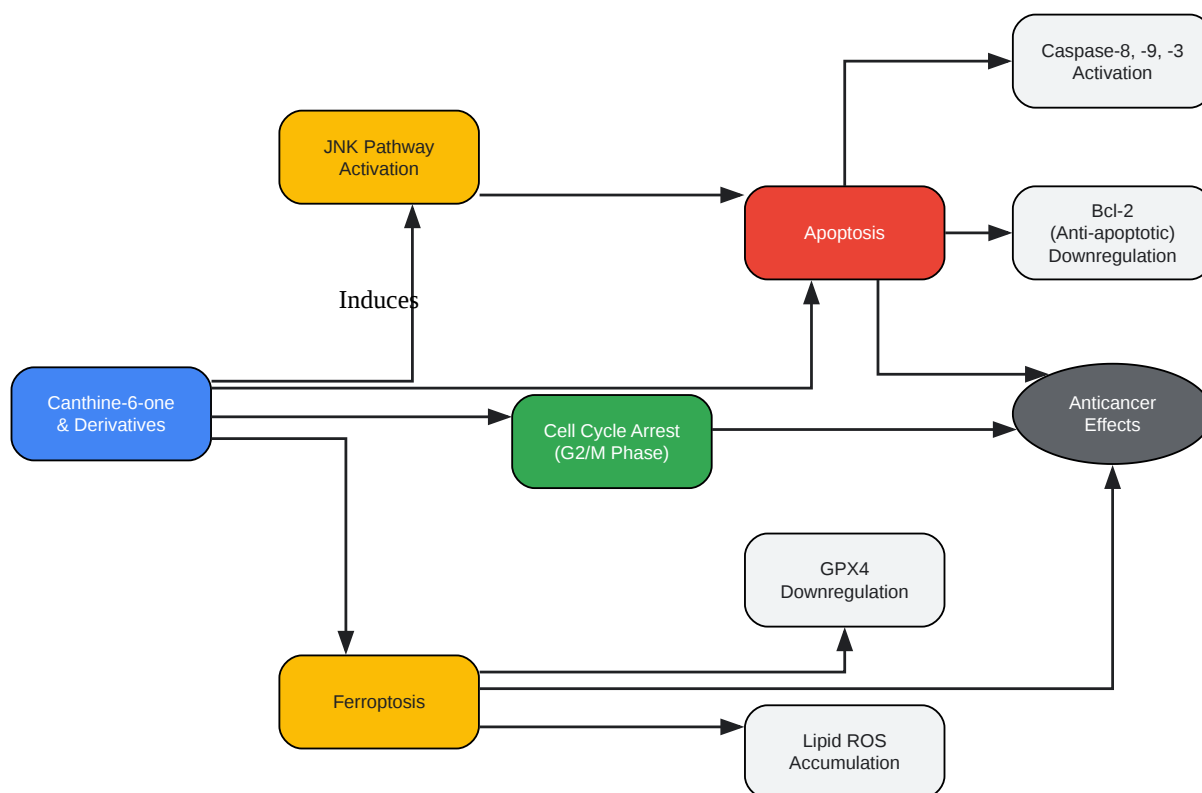 Caspase-8, -9, -3
Activation
JNK Pathway
Activation
Apoptosis
Bcl-2
(Anti-apoptotic)
Downregulation
Induces
Canthine-6-one
& Derivatives
Cell Cycle Arrest
(G2/M Phase)
Anticancer
Effects
GPX4
Downregulation
Ferroptosis
Lipid ROS
Accumulation